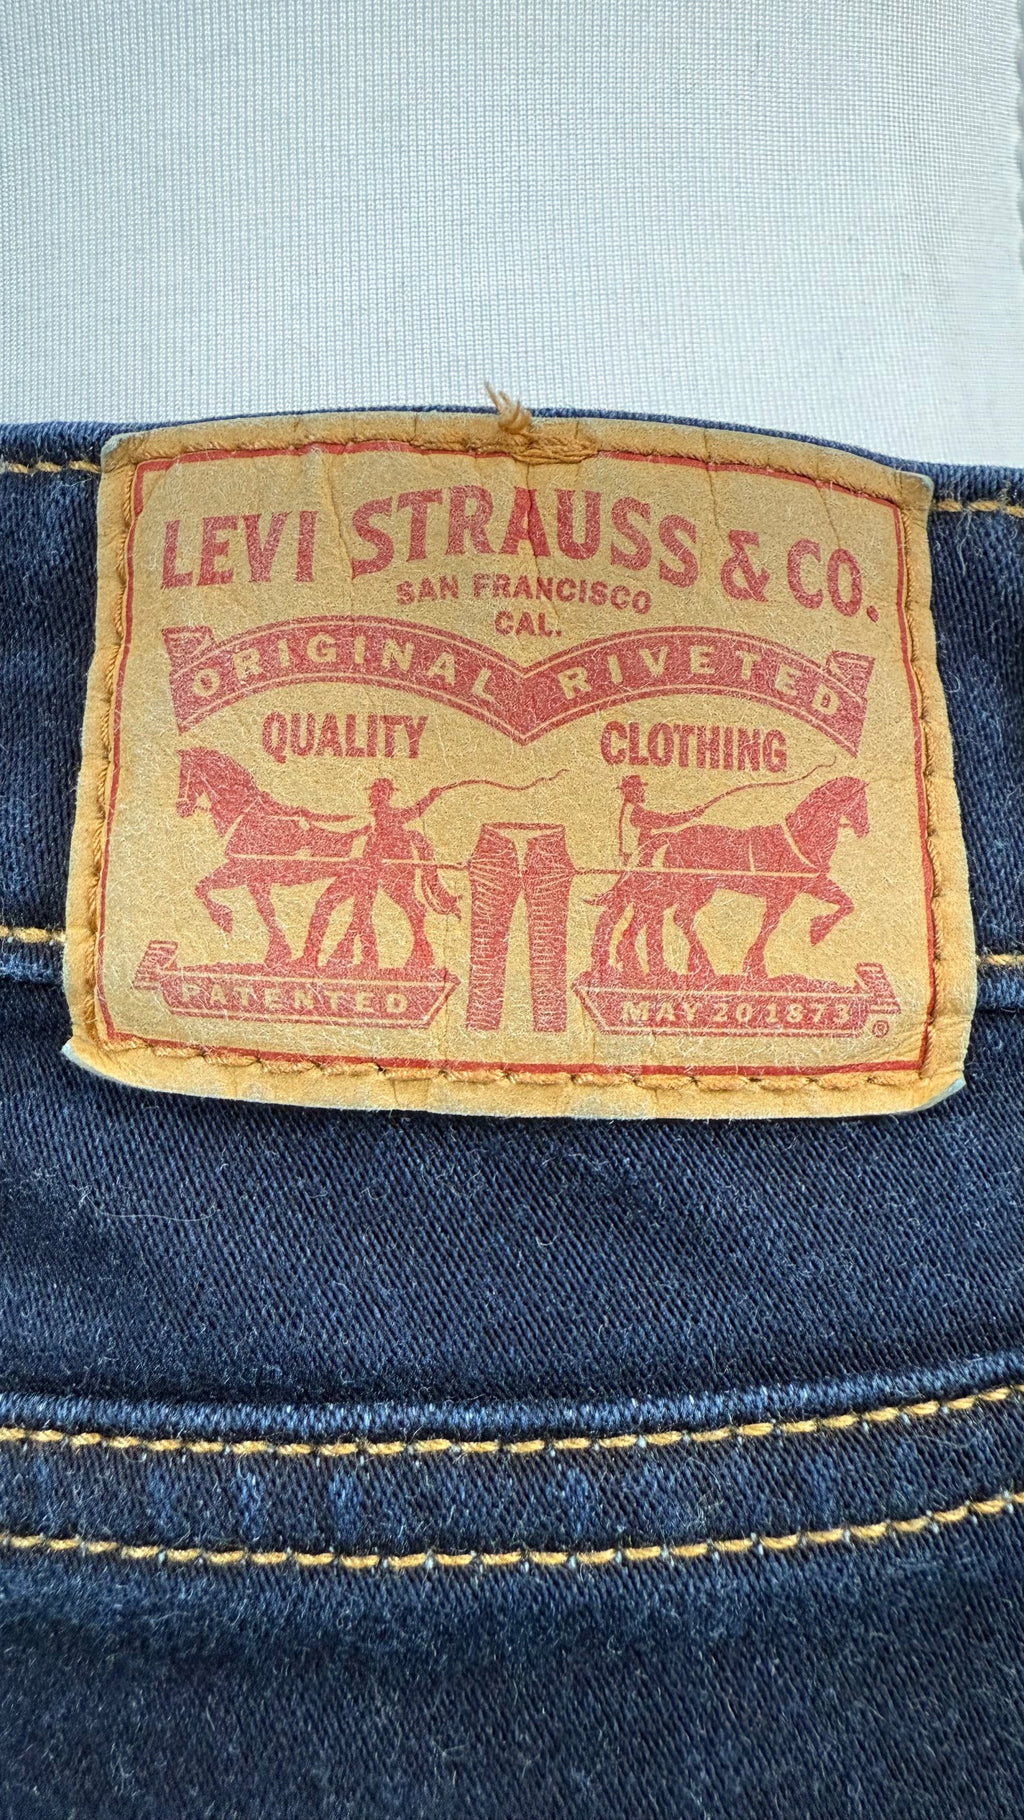 LEVI STRAUSS & CO.
SAN FRANCISCO
CAL.
ORIGINAL RIVETED
QUALITY CLOTHING
PATENTED MAY 20 1873
®